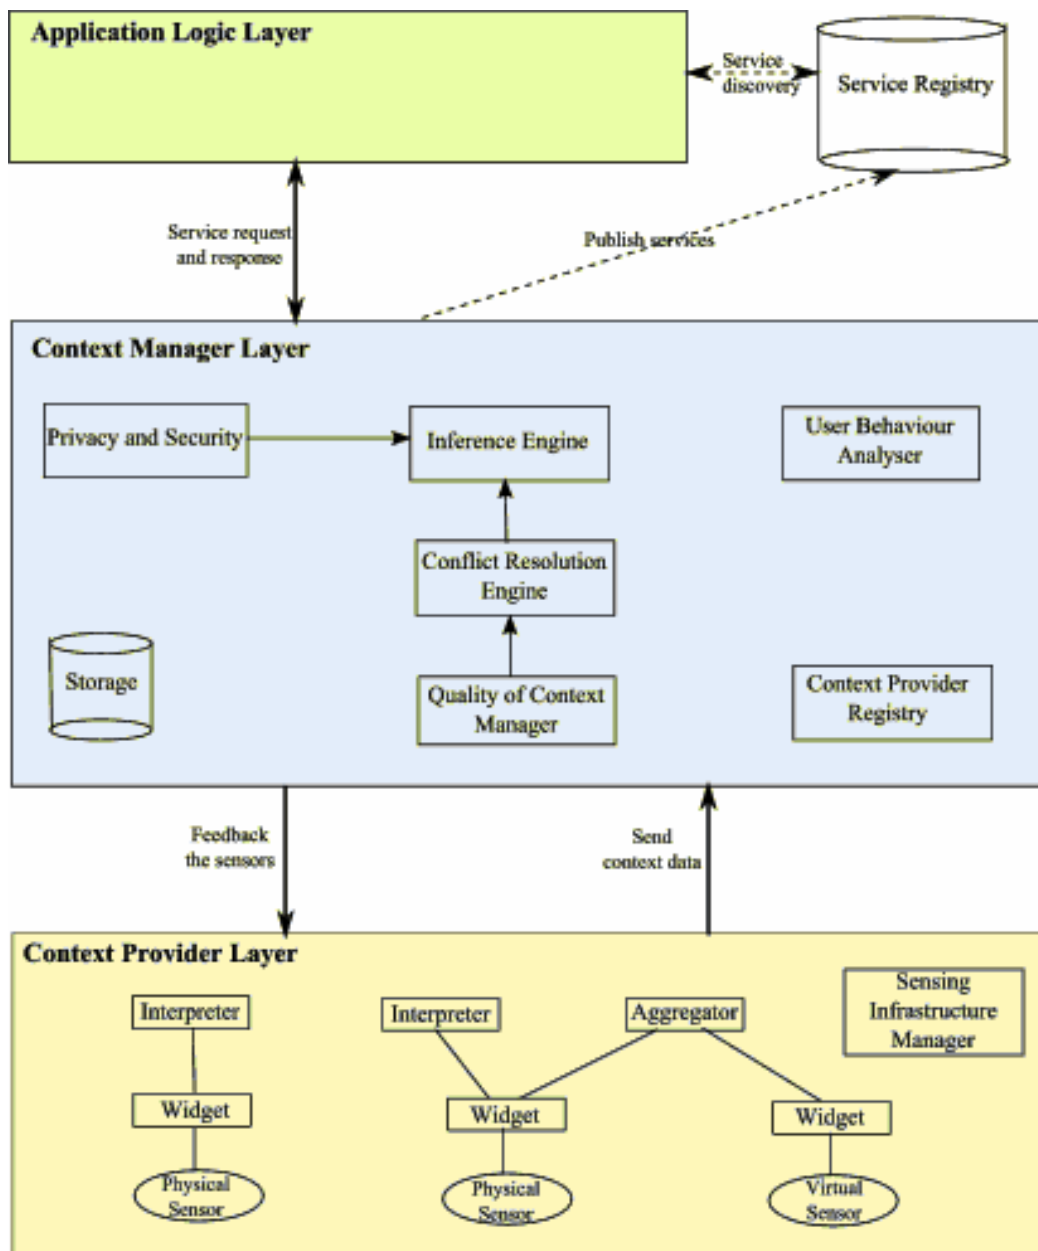 Application Logic Layer
Service
discovery
Service Registry
Service request
and response
Publish services
Context Manager Layer
Privacy and Security
Inference Engine
User Behaviour
Analyser
Conflict Resolution
Engine
Storage
Quality of Context
Manager
Context Provider
Registry
Feedback
the sensors
Send
context data
Context Provider Layer
Interpreter
Interpreter
Aggregator
Sensing
Infrastructure
Manager
Widget
Widget
Widget
Physical
Sensor
Physical
Sensor
Virtual
Sensor